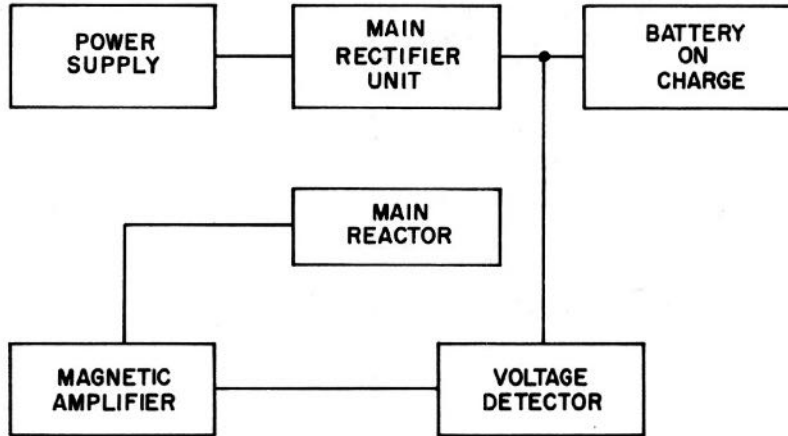 POWER
SUPPLY
MAIN
RECTIFIER
UNIT
BATTERY
ON
CHARGE
MAIN
REACTOR
MAGNETIC
AMPLIFIER
VOLTAGE
DETECTOR